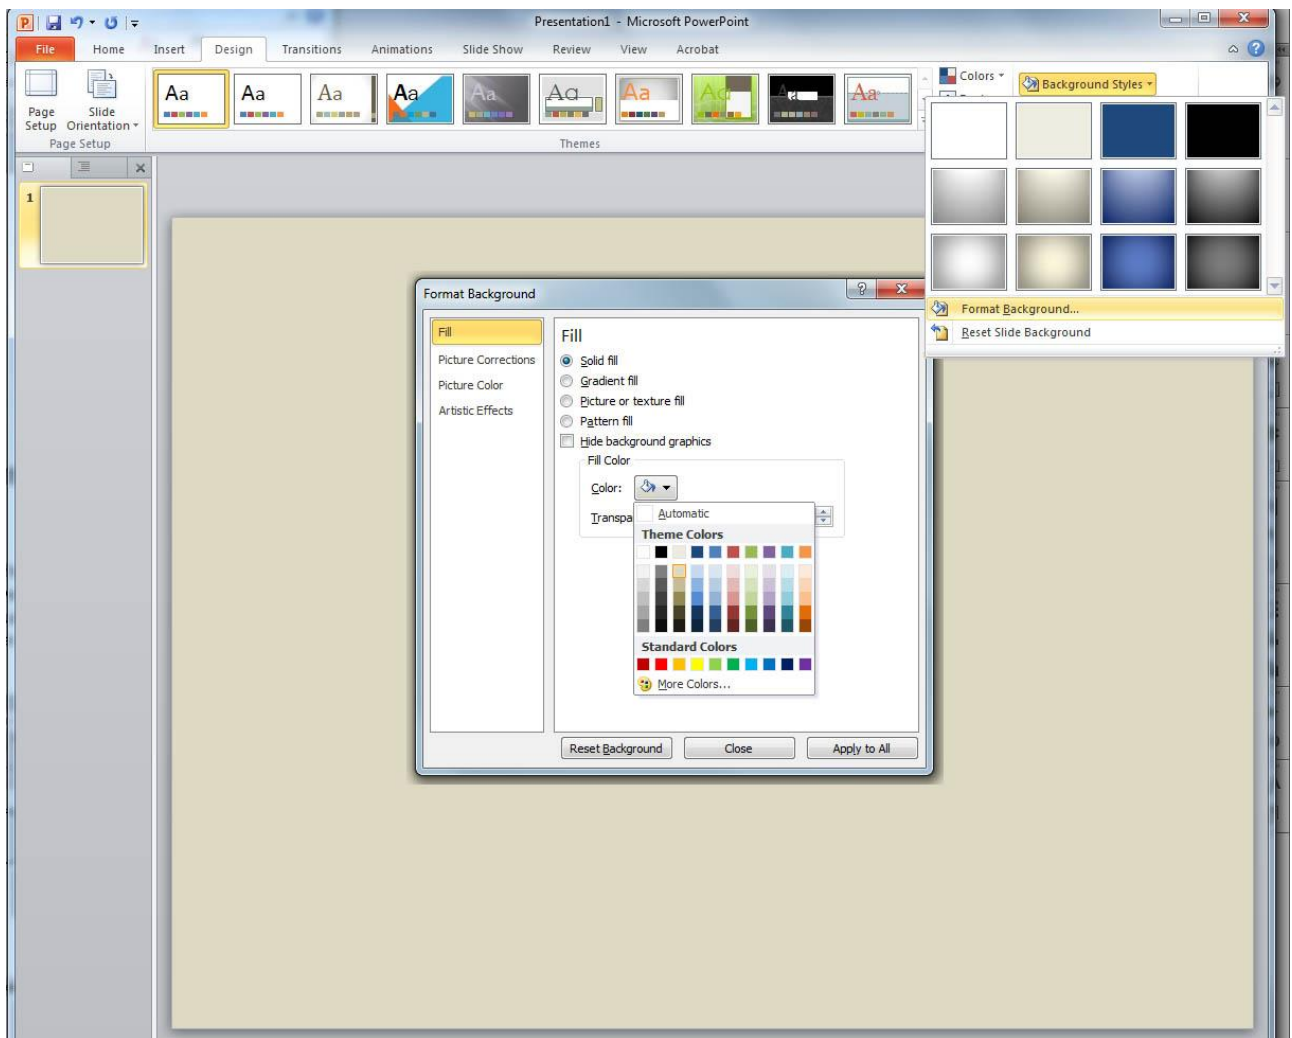 Presentation1 - Microsoft PowerPoint
File Home Insert Design Transitions Animations Slide Show Review View Acrobat
Page Setup
Slide Orientation
Page Setup
Aa Aa Aa Aa Aa Aa Aa Aa Aa Aa
Themes
Colors
Background Styles
Format Background...
Reset Slide Background
1
Format Background
Fill
Picture Corrections
Picture Color
Artistic Effects
Fill
Solid fill
Gradient fill
Picture or texture fill
Pattern fill
Hide background graphics
Fill Color
Color:
Transpa
Automatic
Theme Colors
Standard Colors
More Colors...
Reset Background
Close
Apply to All